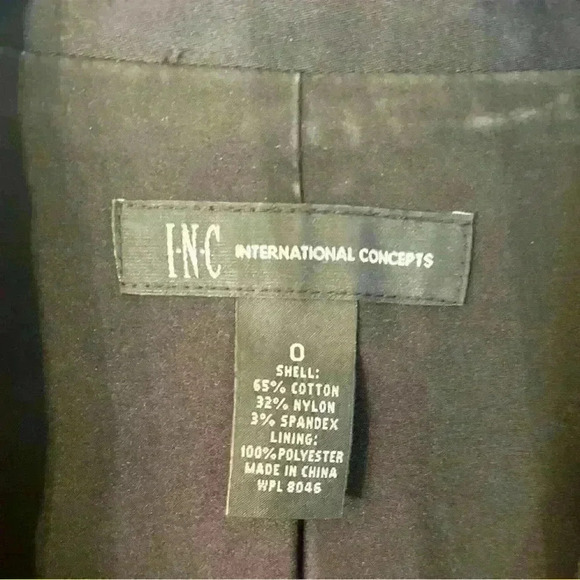 I·N·C INTERNATIONAL CONCEPTS
0
SHELL:
65% COTTON
32% NYLON
3% SPANDEX
LINING:
100% POLYESTER
MADE IN CHINA
WPL 8046